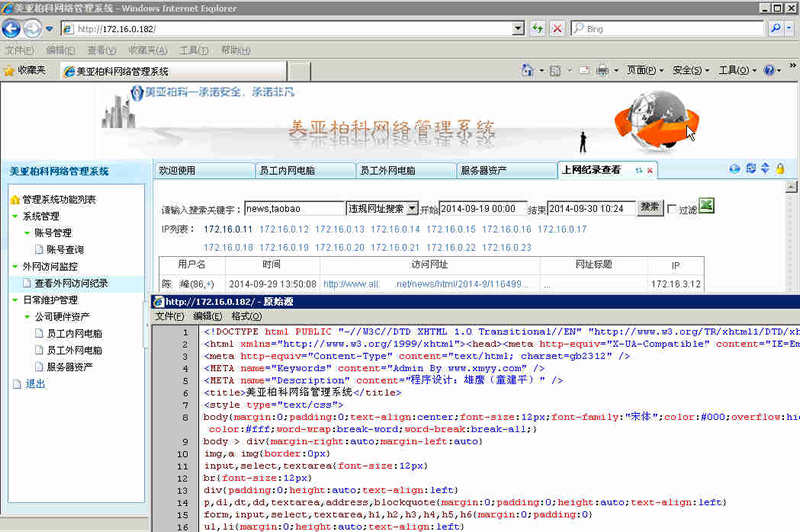 美亚柏科网络管理系统 - Windows Internet Explorer
http://172.16.0.182/
Bing
文件(F) 编辑(E) 查看(V) 收藏夹(A) 工具(T) 帮助(H)
收藏夹 美亚柏科网络管理系统 页面(P) 安全(S) 工具(O)
美亚柏科—承诺安全、承诺非凡
美亚柏科网络管理系统
美亚柏科网络管理系统
欢迎使用 员工内网电脑 员工外网电脑 服务器资产 上网纪录查看
管理系统功能列表
系统管理
账号管理
账号查询
外网访问监控
查看外网访问纪录
日常维护管理
公司硬件资产
员工内网电脑
员工外网电脑
服务器资产
退出
请输入搜索关键字: news,taobao 违规网址搜索 开始 2014-09-19 00:00 结束 2014-09-30 10:24 搜索 过滤
IP列表: 172.16.0.11 172.16.0.12 172.16.0.13 172.16.0.14 172.16.0.15 172.16.0.16 172.16.0.17
172.16.0.18 172.16.0.19 172.16.0.20 172.16.0.21 172.16.0.22 172.16.0.23
用户名 时间 访问网址 网址标题 IP
陈 峰(86,+) 2014-09-29 13:50:08 http://www.all. .net/news/html/2014-9/116499... ... 172.16.3.12
http://172.16.0.182/ - 原始源
文件(F) 编辑(E) 格式(O)
1 <!DOCTYPE html PUBLIC "-//W3C//DTD XHTML 1.0 Transitional//EN" "http://www.w3.org/TR/xhtml1/DTD/xh
2 <html xmlns="http://www.w3.org/1999/xhtml"><head><meta http-equiv="X-UA-Compatible" content="IE=Em
3 <meta http-equiv="Content-Type" content="text/html; charset=gb2312" />
4 <META name="Keywords" content="Admin By www.xmyy.com" />
5 <META name="Description" content="程序设计：雄鹰（童建平）" />
6 <title>美亚柏科网络管理系统</title>
7 <style type="text/css">
8 body{margin:0;padding:0;text-align:center;font-size:12px;font-family:"宋体";color:#000;overflow:hi
color:#fff;word-wrap:break-word;word-break:break-all;}
9 body > div{margin-right:auto;margin-left:auto}
10 img,a img{border:0px}
11 input,select,textarea{font-size:12px}
12 br{font-size:12px}
13 div{padding:0;height:auto;text-align:left}
14 p,dl,dt,dd,textarea,address,blockquote{margin:0;padding:0;height:auto;text-align:left}
15 form,input,select,textarea,h1,h2,h3,h4,h5,h6{margin:0;padding:0}
16 ul,li{margin:0;height:auto;text-align:left}